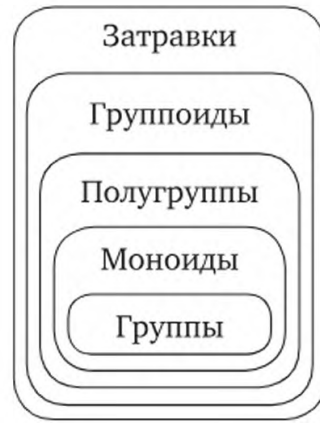 Затравки
Группоиды
Полугруппы
Моноиды
Группы